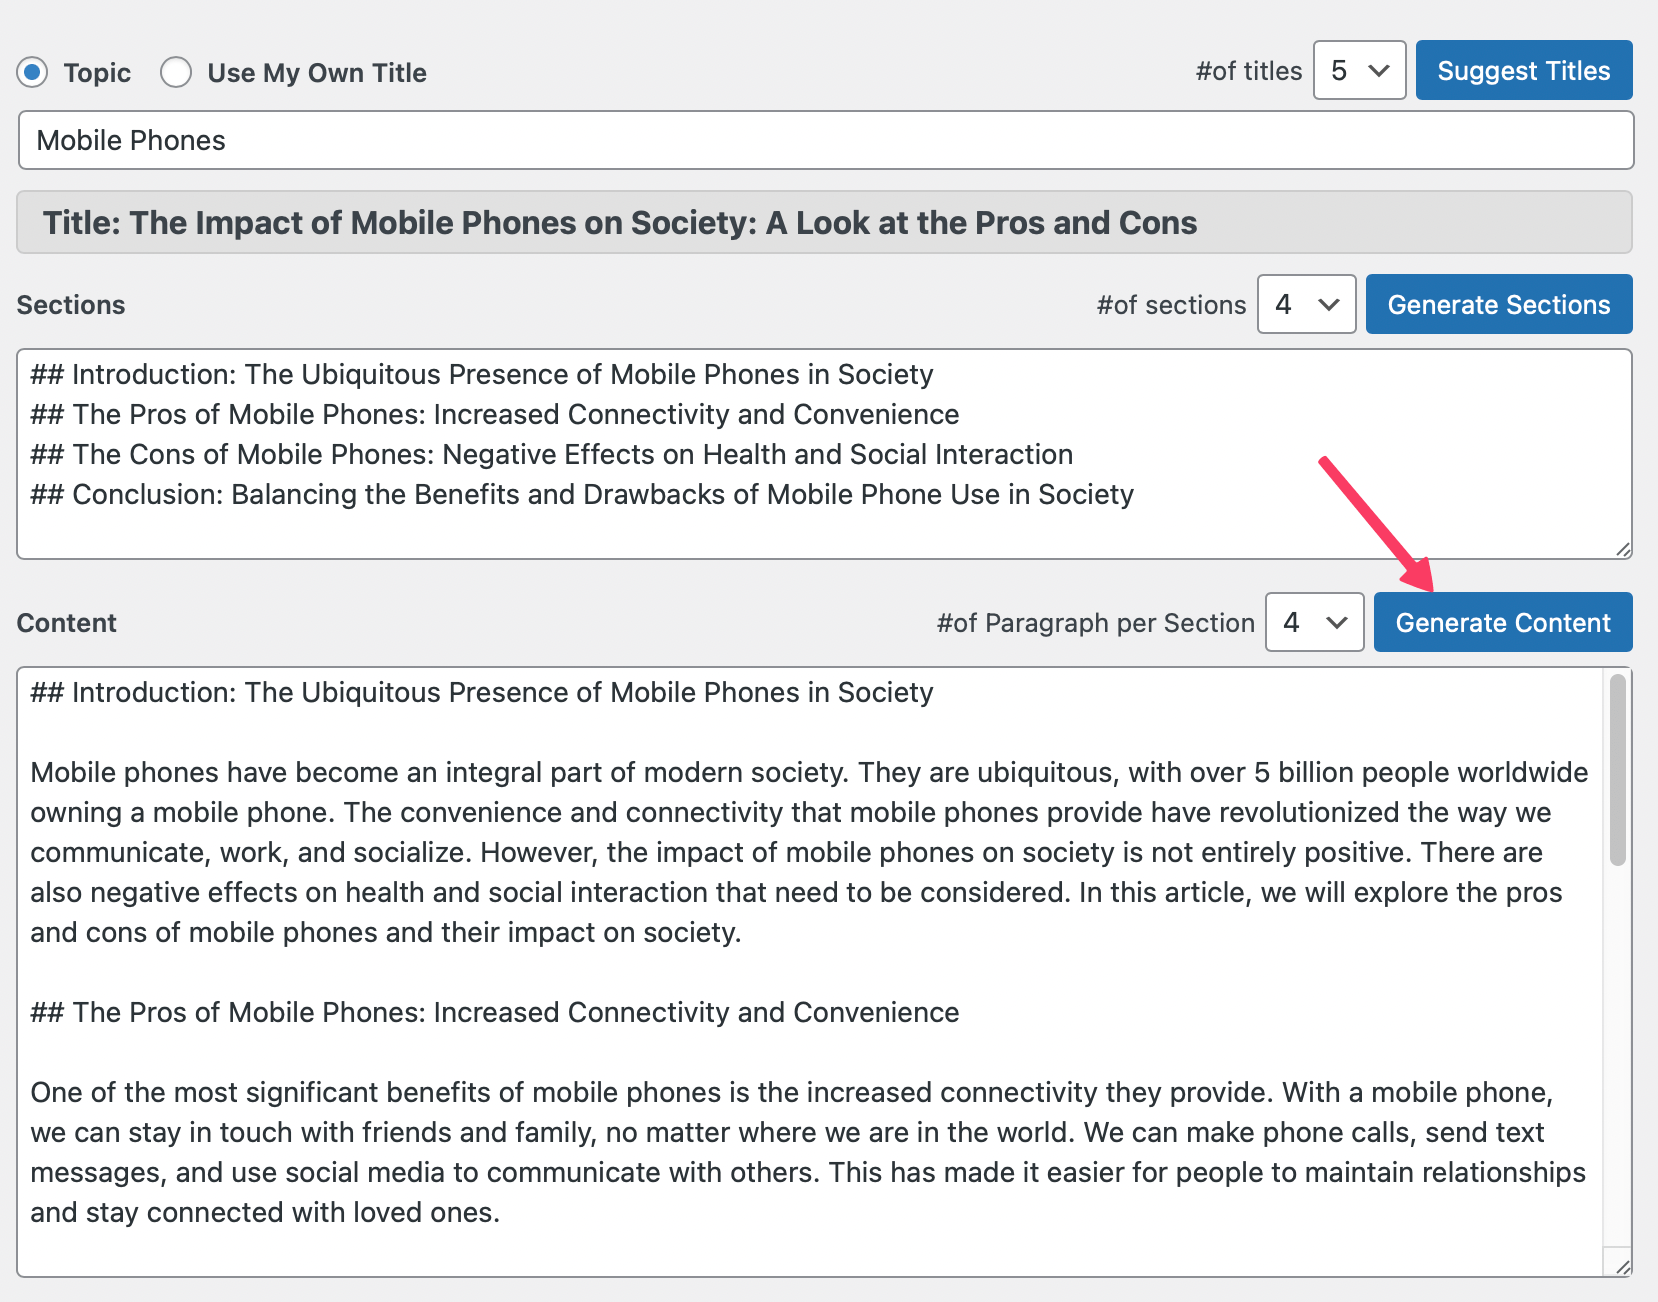 Topic Use My Own Title #of titles 5 Suggest Titles
Mobile Phones
Title: The Impact of Mobile Phones on Society: A Look at the Pros and Cons
Sections #of sections 4 Generate Sections
## Introduction: The Ubiquitous Presence of Mobile Phones in Society
## The Pros of Mobile Phones: Increased Connectivity and Convenience
## The Cons of Mobile Phones: Negative Effects on Health and Social Interaction
## Conclusion: Balancing the Benefits and Drawbacks of Mobile Phone Use in Society
Content #of Paragraph per Section 4 Generate Content
## Introduction: The Ubiquitous Presence of Mobile Phones in Society
Mobile phones have become an integral part of modern society. They are ubiquitous, with over 5 billion people worldwide
owning a mobile phone. The convenience and connectivity that mobile phones provide have revolutionized the way we
communicate, work, and socialize. However, the impact of mobile phones on society is not entirely positive. There are
also negative effects on health and social interaction that need to be considered. In this article, we will explore the pros
and cons of mobile phones and their impact on society.
## The Pros of Mobile Phones: Increased Connectivity and Convenience
One of the most significant benefits of mobile phones is the increased connectivity they provide. With a mobile phone,
we can stay in touch with friends and family, no matter where we are in the world. We can make phone calls, send text
messages, and use social media to communicate with others. This has made it easier for people to maintain relationships
and stay connected with loved ones.